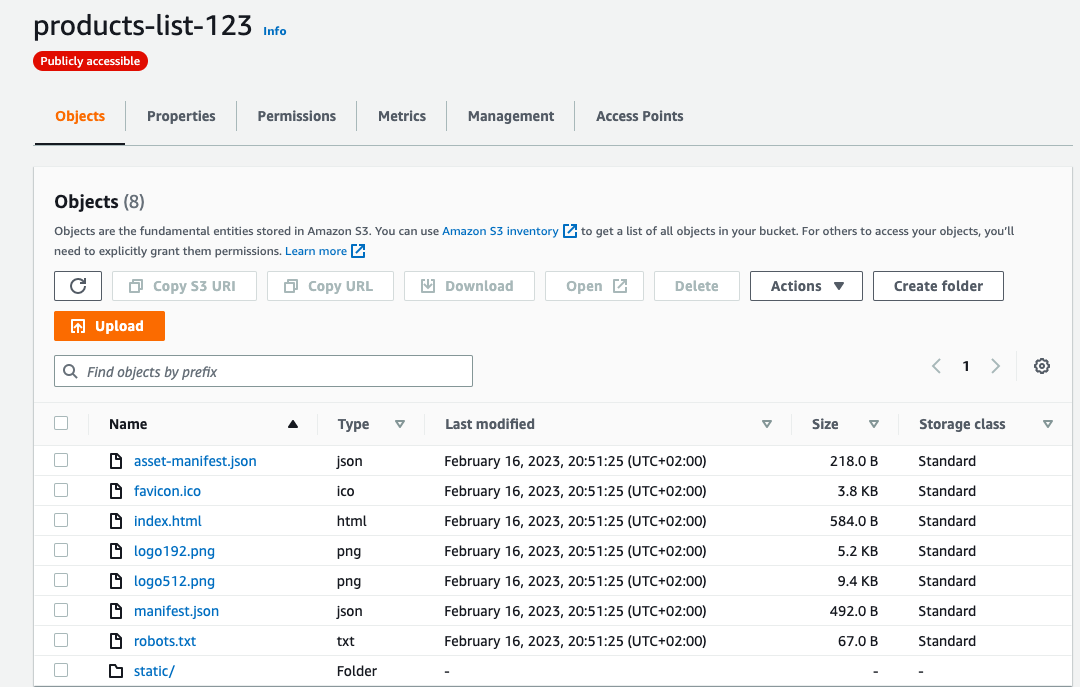 products-list-123 Info
Publicly accessible
Objects Properties Permissions Metrics Management Access Points
Objects (8)
Objects are the fundamental entities stored in Amazon S3. You can use Amazon S3 inventory to get a list of all objects in your bucket. For others to access your objects, you'll
need to explicitly grant them permissions. Learn more
Copy S3 URI Copy URL Download Open Delete Actions Create folder
Upload
Find objects by prefix 1
Name Type Last modified Size Storage class
asset-manifest.json json February 16, 2023, 20:51:25 (UTC+02:00) 218.0 B Standard
favicon.ico ico February 16, 2023, 20:51:25 (UTC+02:00) 3.8 KB Standard
index.html html February 16, 2023, 20:51:25 (UTC+02:00) 584.0 B Standard
logo192.png png February 16, 2023, 20:51:25 (UTC+02:00) 5.2 KB Standard
logo512.png png February 16, 2023, 20:51:25 (UTC+02:00) 9.4 KB Standard
manifest.json json February 16, 2023, 20:51:25 (UTC+02:00) 492.0 B Standard
robots.txt txt February 16, 2023, 20:51:25 (UTC+02:00) 67.0 B Standard
static/ Folder - - -